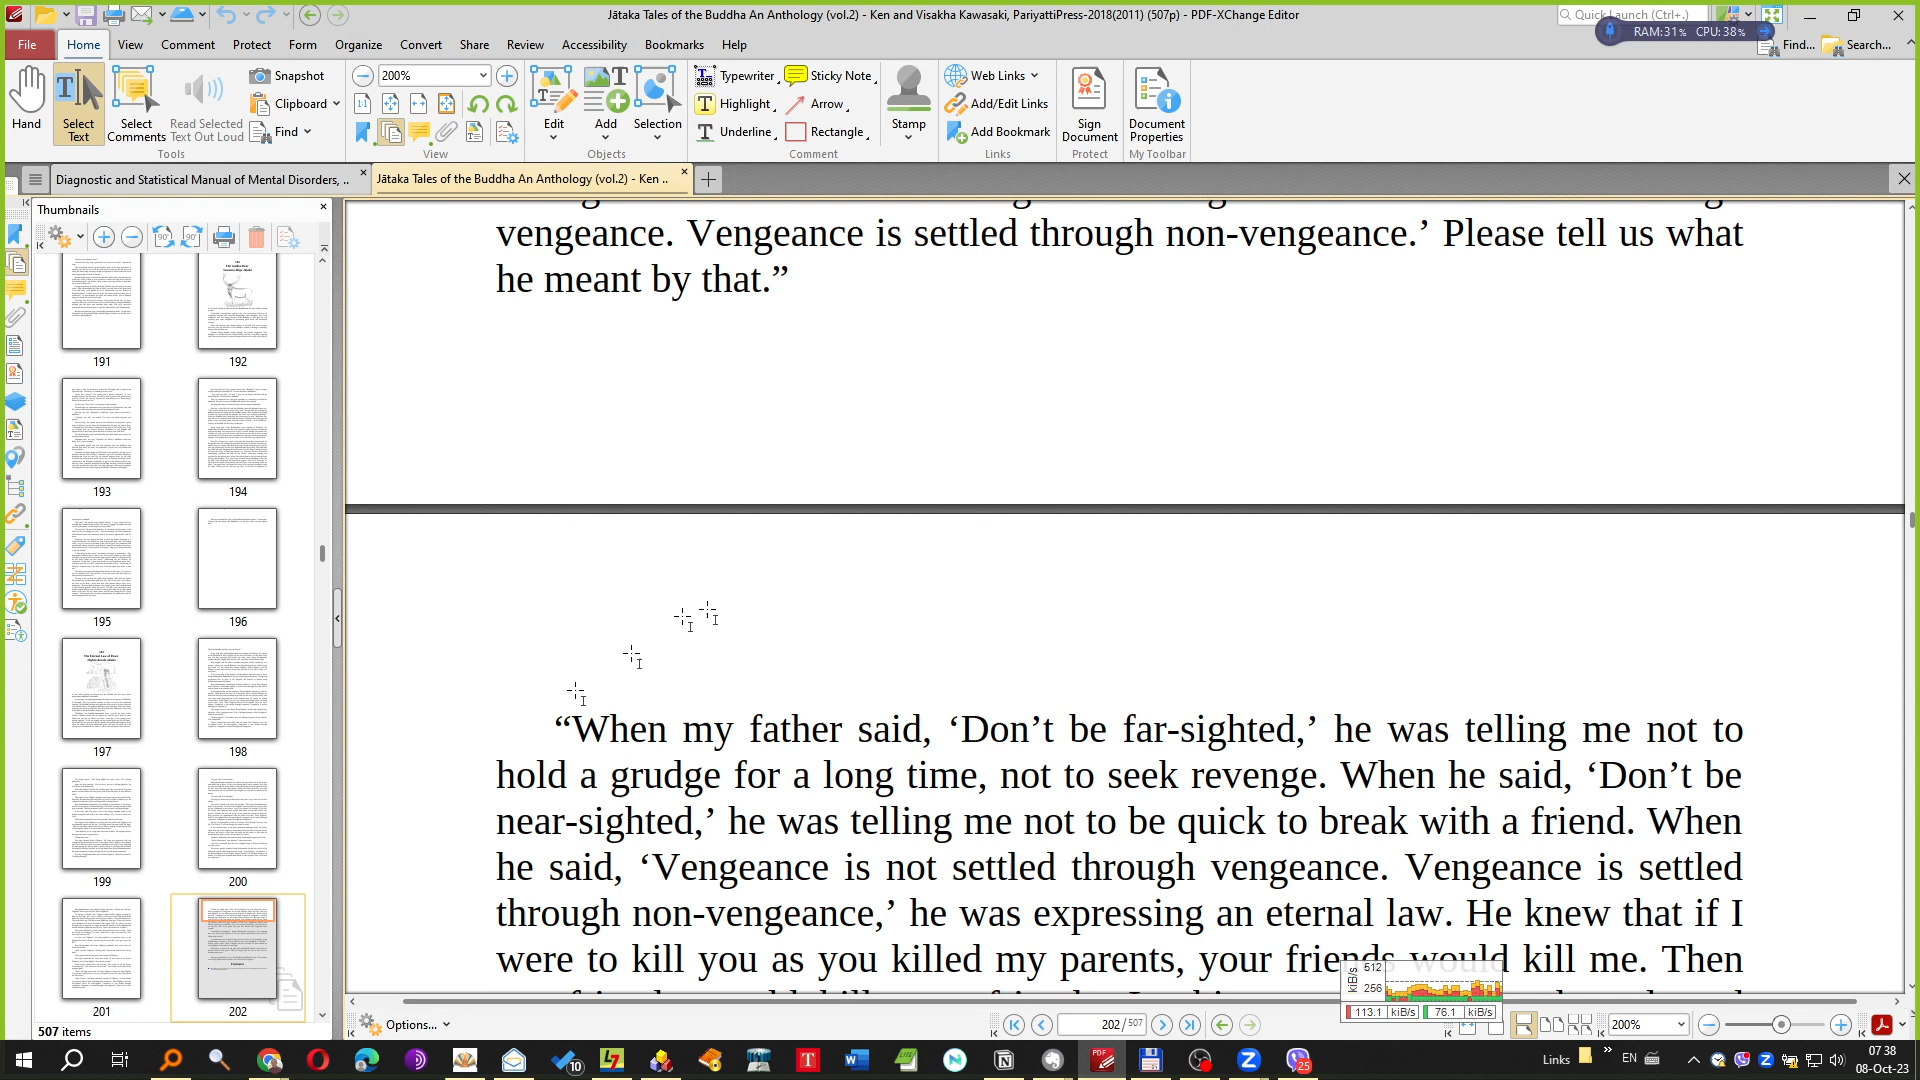 Jātaka Tales of the Buddha An Anthology (vol.2) - Ken and Visakha Kawasaki, PariyattiPress-2018(2011) (507p) - PDF-XChange Editor
Quick Launch (Ctrl+.)
RAM:31% CPU:38%
File Home View Comment Protect Form Organize Convert Share Review Accessibility Bookmarks Help
Find... Search...
Hand
Select Text
Select Comments
Read Selected Text Out Loud
Snapshot
Clipboard
Find
Tools
200%
View
Edit
Add
Selection
Objects
Typewriter Sticky Note
Highlight Arrow
Underline Rectangle
Stamp
Comment
Web Links
Add/Edit Links
Add Bookmark
Links
Sign Document
Protect
Document Properties
My Toolbar
Diagnostic and Statistical Manual of Mental Disorders, ..
Jātaka Tales of the Buddha An Anthology (vol.2) - Ken ..
Thumbnails
191 192
193 194
195 196
197 198
199 200
201 202
507 items
vengeance. Vengeance is settled through non-vengeance.’ Please tell us what
he meant by that.”
“When my father said, ‘Don’t be far-sighted,’ he was telling me not to
hold a grudge for a long time, not to seek revenge. When he said, ‘Don’t be
near-sighted,’ he was telling me not to be quick to break with a friend. When
he said, ‘Vengeance is not settled through vengeance. Vengeance is settled
through non-vengeance,’ he was expressing an eternal law. He knew that if I
were to kill you as you killed my parents, your friends would kill me. Then
kiB/s 512
256
113.1 kiB/s 76.1 kiB/s
Options...
202 / 507
200%
Links
EN
10
25
07 38
08-Oct-23